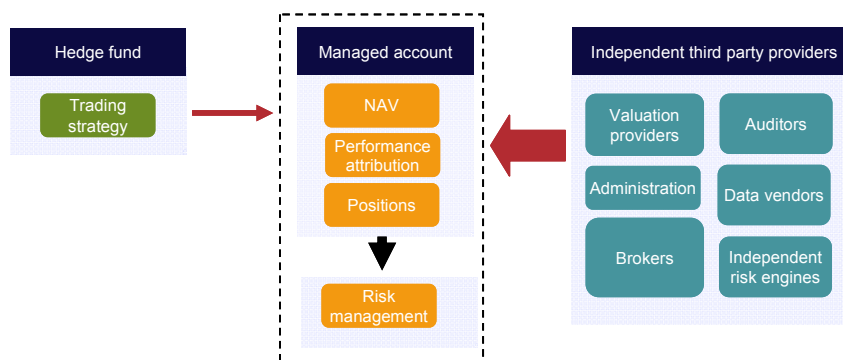 Hedge fund
Trading
strategy
Managed account
NAV
Performance
attribution
Positions
Risk
management
Independent third party providers
Valuation
providers
Auditors
Administration
Data vendors
Brokers
Independent
risk engines